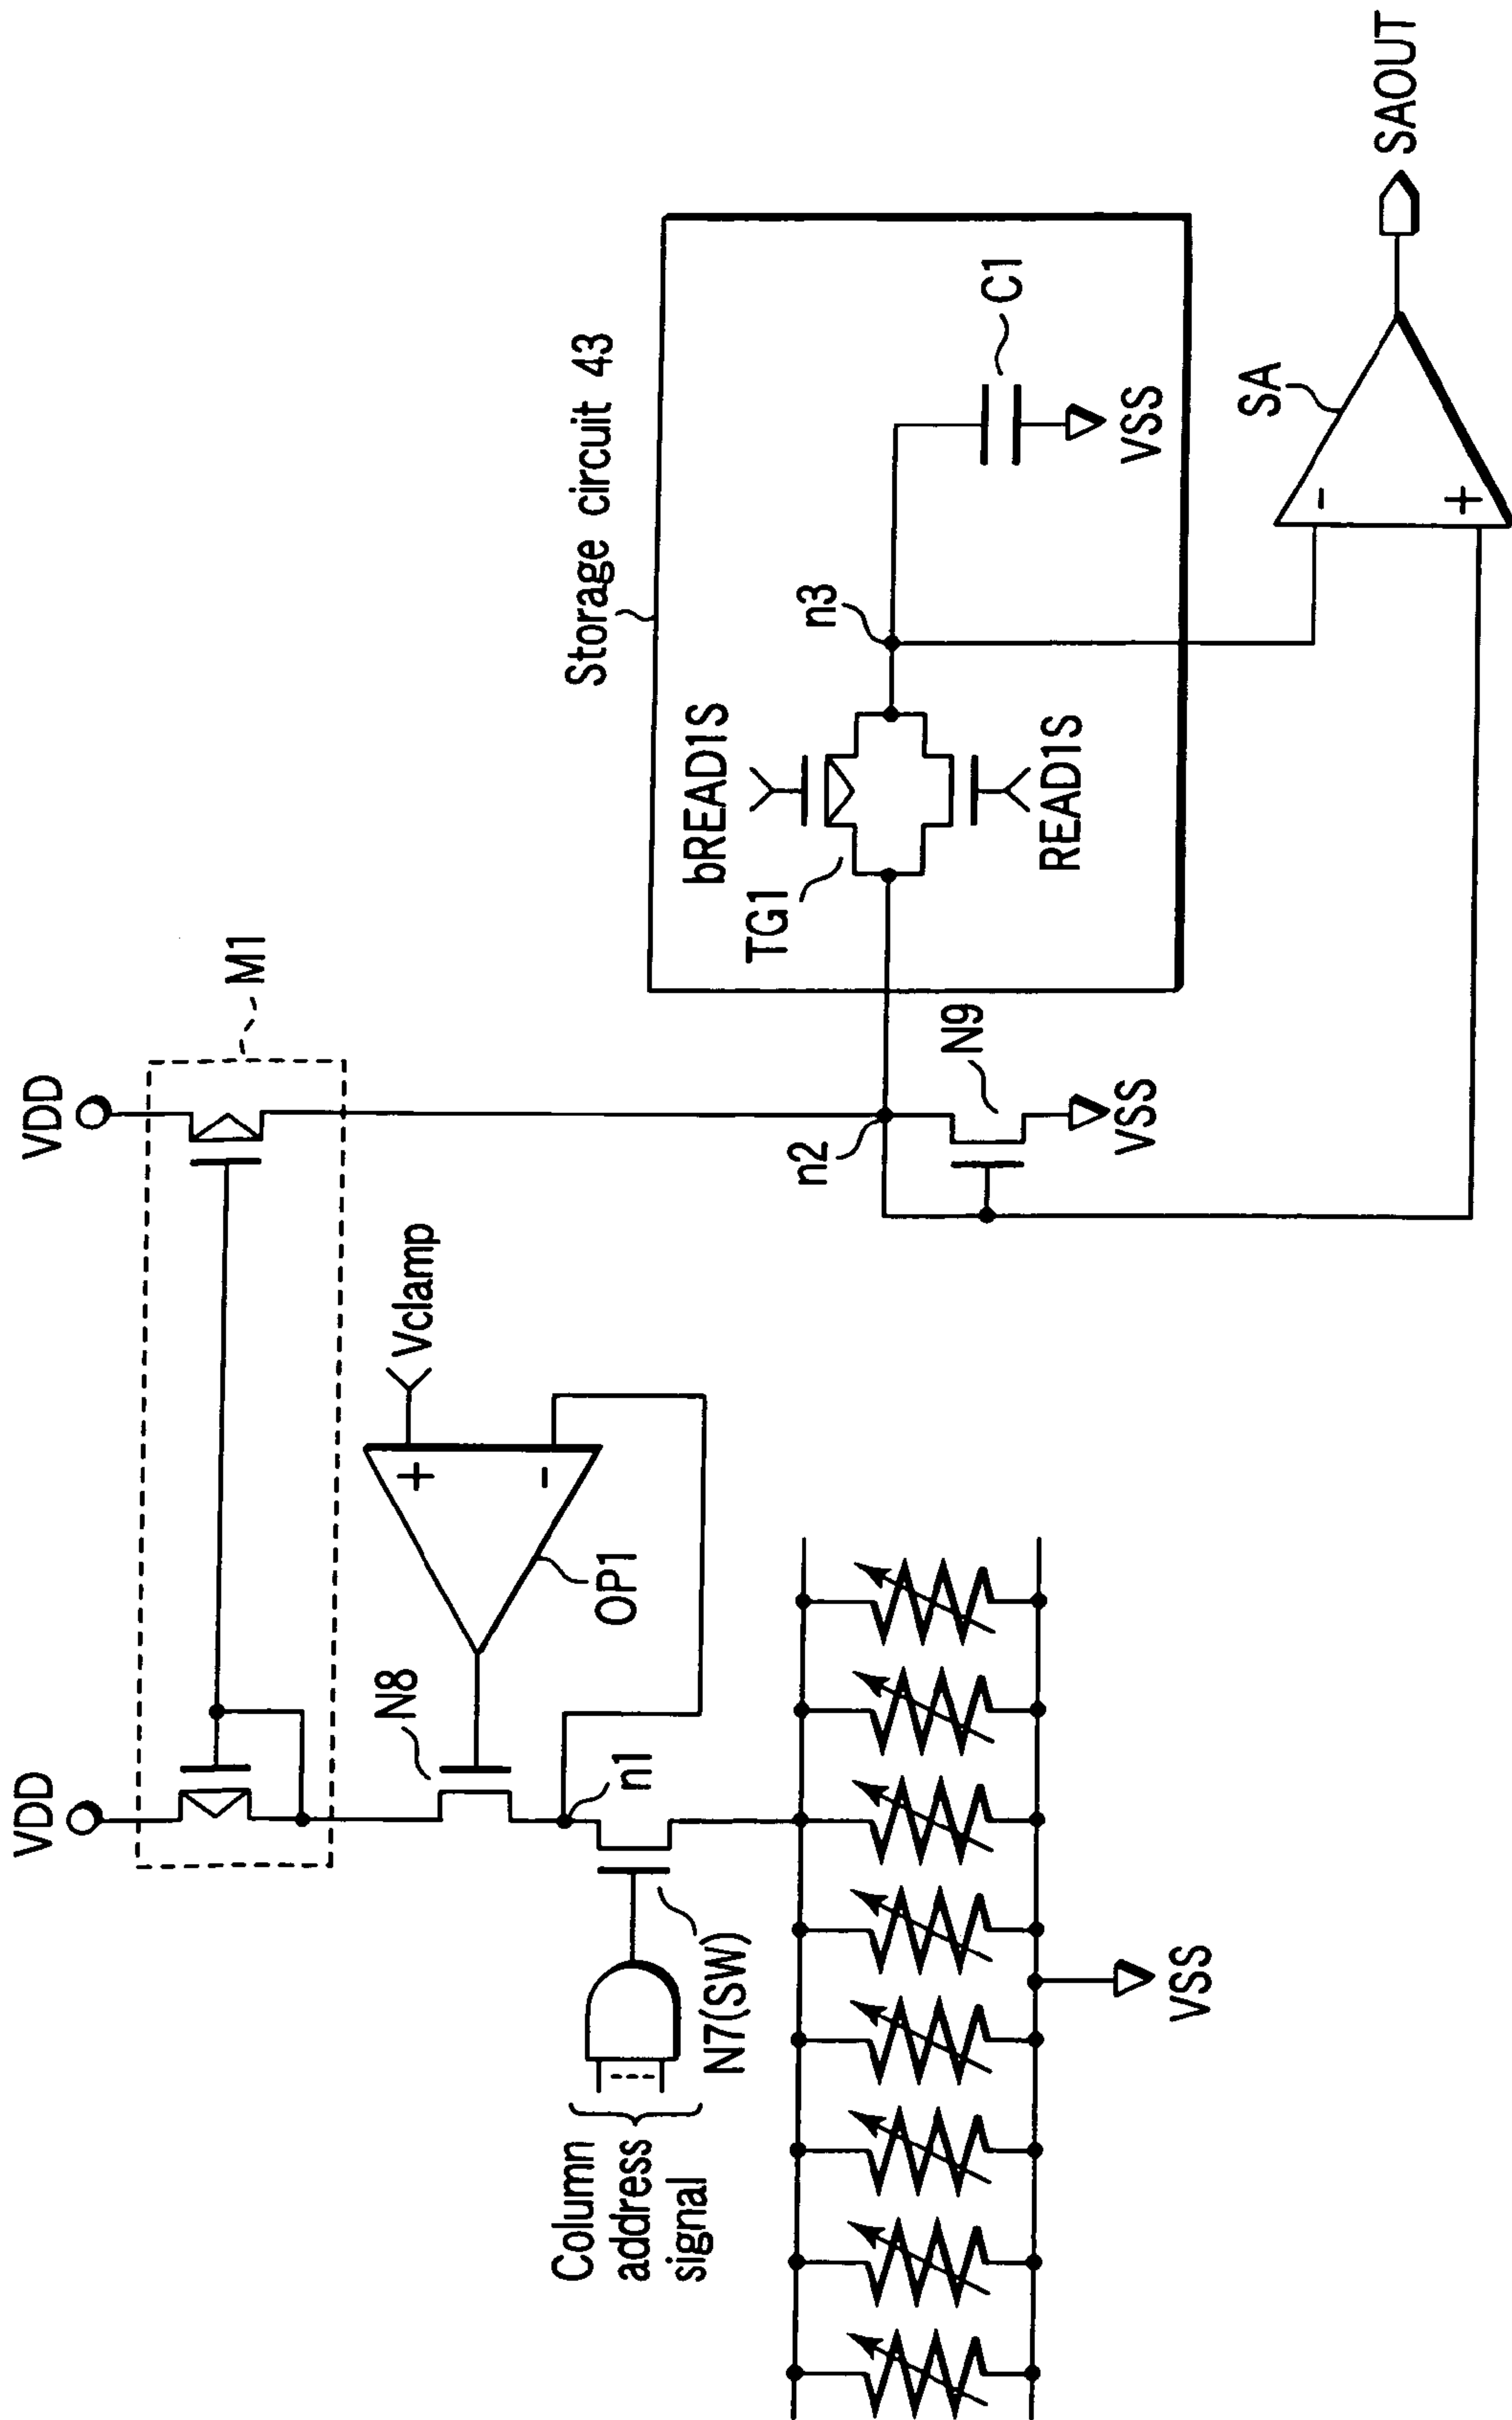 VDD
VDD
M1
N8
Vclamp
+
-
OP1
n1
Column
address
signal
N7(SW)
VSS
n2
N9
VSS
Storage circuit 43
bREAD1S
TG1
READ1S
n3
C1
VSS
SA
-
+
SAOUT